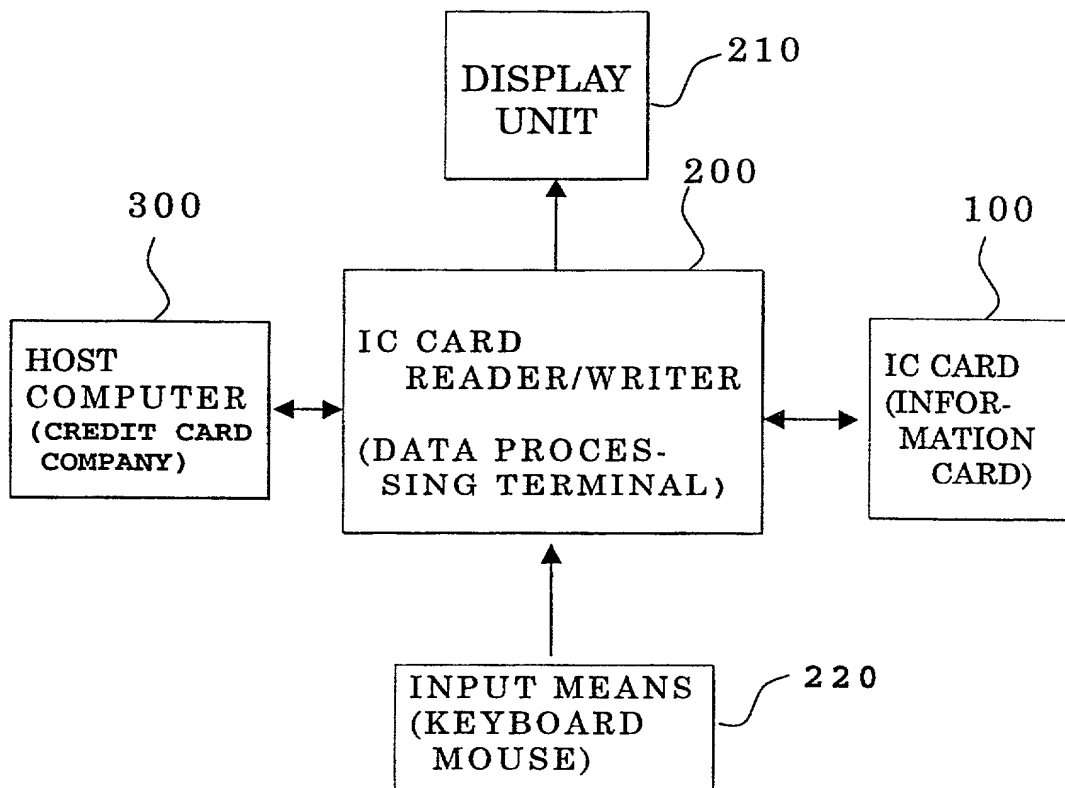 210
DISPLAY
UNIT
200
300
100
IC CARD
READER/WRITER
(DATA PROCES-
SING TERMINAL)
HOST
COMPUTER
(CREDIT CARD
COMPANY)
IC CARD
(INFOR-
MATION
CARD)
220
INPUT MEANS
(KEYBOARD
MOUSE)